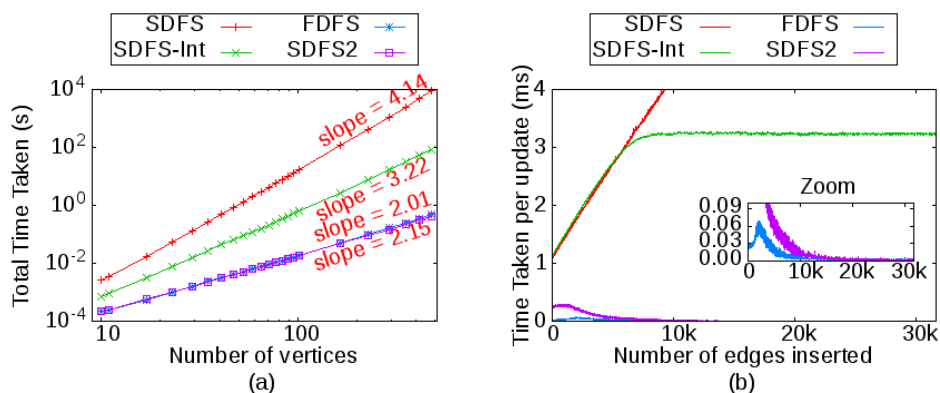 SDFS
FDFS
SDFS-Int
SDFS2
Total Time Taken (s)
10^4
10^2
10^0
10^-2
10^-4
slope = 4.14
slope = 3.22
slope = 2.01
slope = 2.15
10
100
Number of vertices
(a)
SDFS
FDFS
SDFS-Int
SDFS2
Time Taken per update (ms)
4
3
2
1
0
Zoom
0.09
0.06
0.03
0.00
0
10k
20k
31k
0
10k
20k
30k
Number of edges inserted
(b)